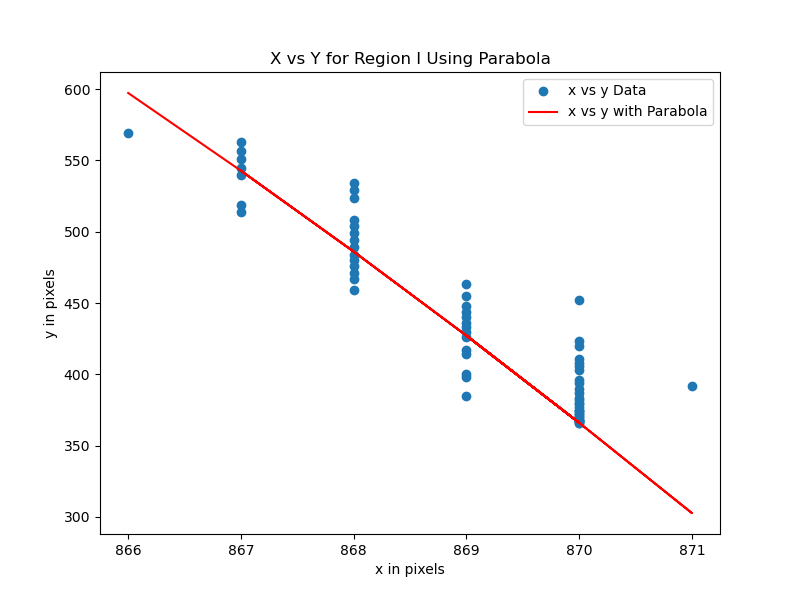 X vs Y for Region I Using Parabola
x vs y Data
x vs y with Parabola
600
550
500
450
400
350
300
y in pixels
866 867 868 869 870 871
x in pixels